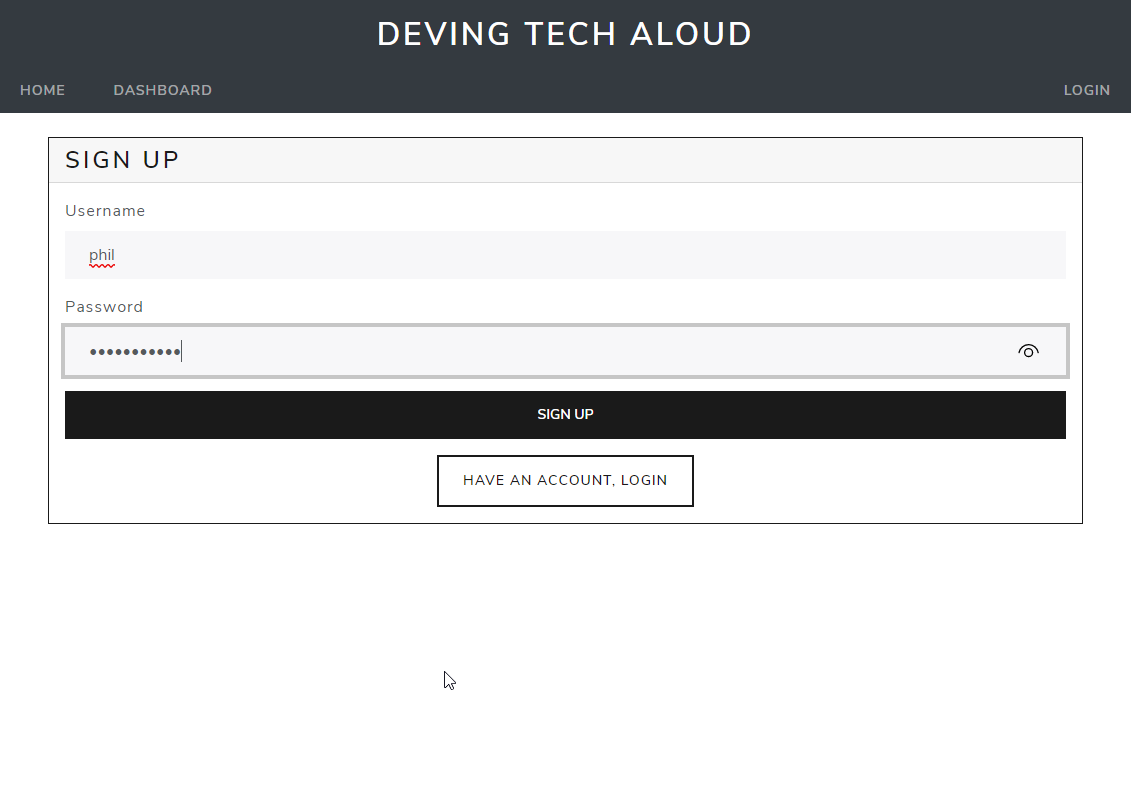 DEVING TECH ALOUD
HOME DASHBOARD LOGIN
SIGN UP
Username
phil
Password
•••••••••••
SIGN UP
HAVE AN ACCOUNT, LOGIN